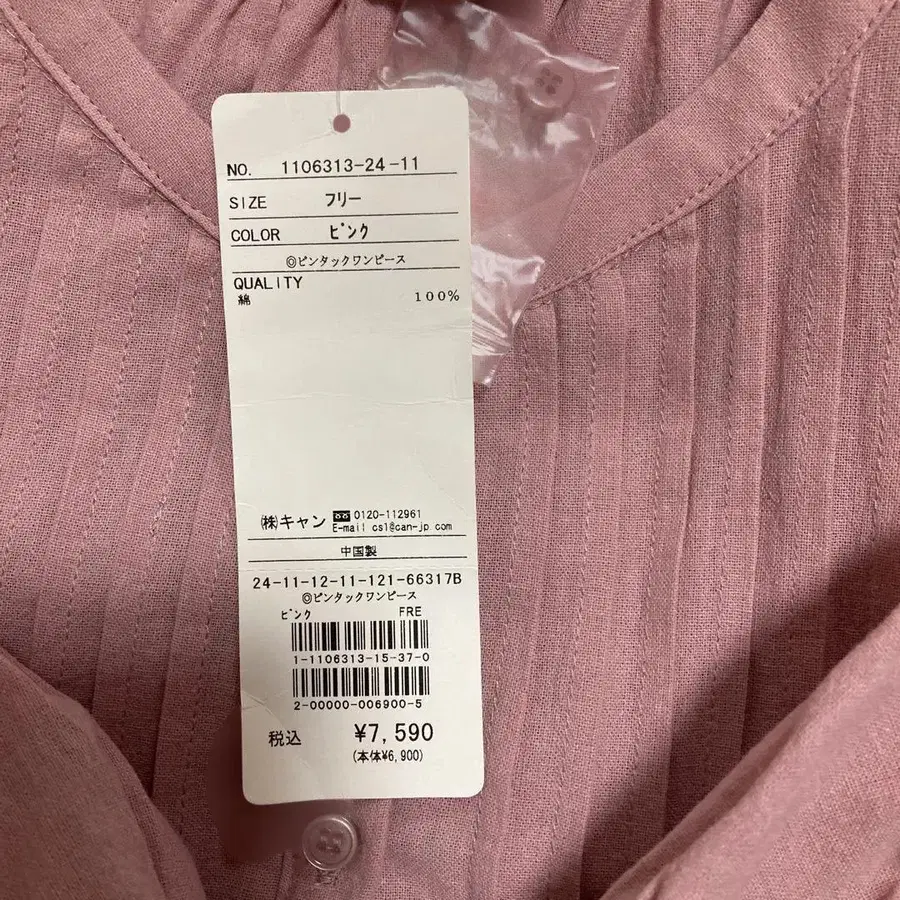 NO. 1106313-24-11
SIZE フリー
COLOR ピンク
◎ピンタックワンピース
QUALITY
綿 100%
㈱キャン 0120-112961
E-mail cs1@can-jp.com
中国製
24-11-12-11-121-66317B
◎ピンタックワンピース
ピンク FRE
1-1106313-15-37-0
2-00000-006900-5
税込 ¥7,590
(本体¥6,900)